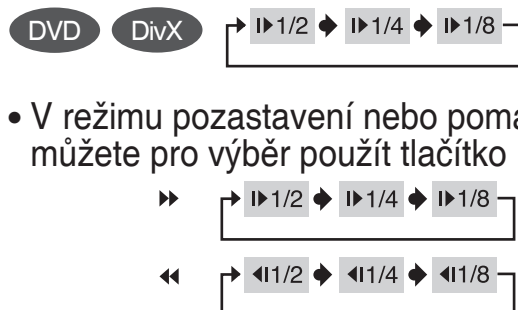 DVD DivX 1/2 1/4 1/8
• V režimu pozastavení nebo
můžete pro výběr použít tlačítko
1/2 1/4 1/8
1/2 1/4 1/8